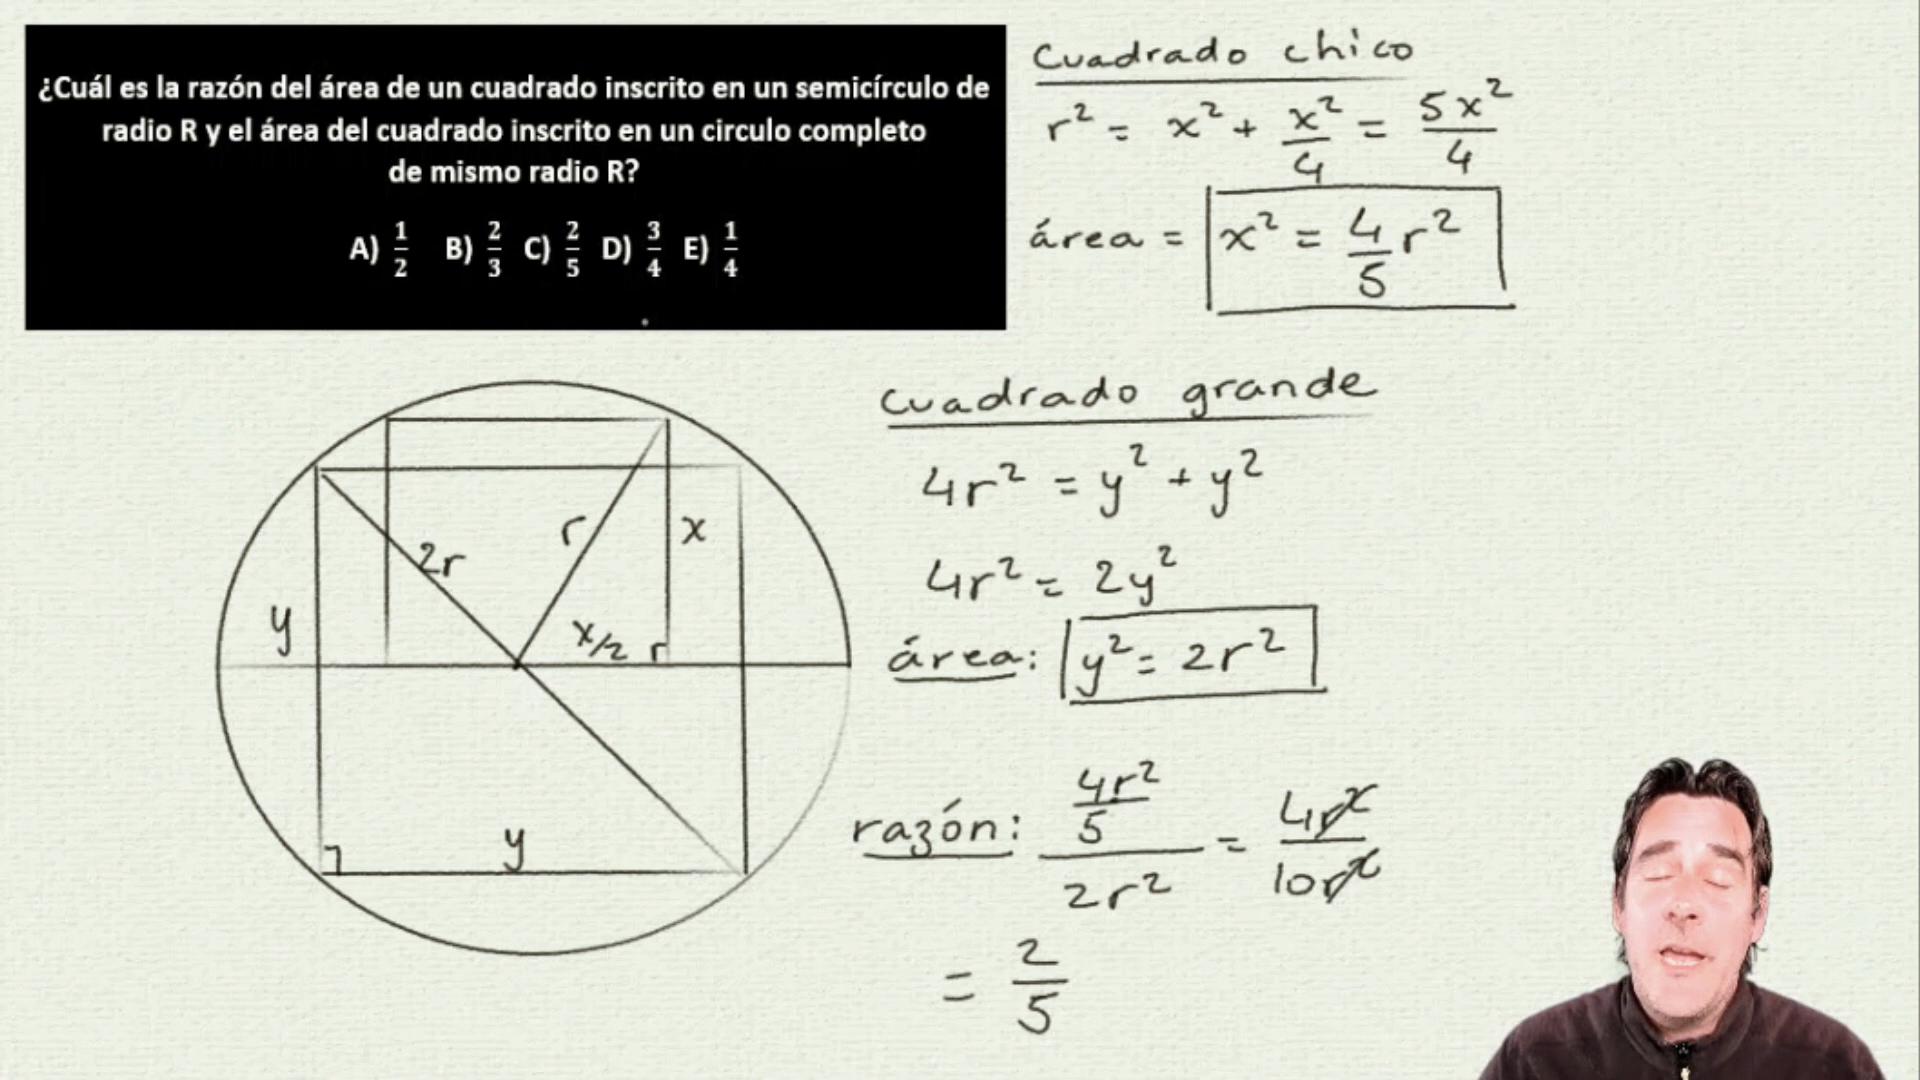 ¿Cuál es la razón del área de un cuadrado inscrito en un semicírculo de
radio R y el área del cuadrado inscrito en un circulo completo
de mismo radio R?
A) 1/2 B) 2/3 C) 2/5 D) 3/4 E) 1/4
Cuadrado chico
r² = x² + x²/4 = 5x²/4
área = x² = 4/5 r²
Cuadrado grande
4r² = y² + y²
4r² = 2y²
área: y² = 2r²
razón: (4r²/5)/(2r²) = 4r²/10r²
= 2/5
2r
r
x
y
x/2
y